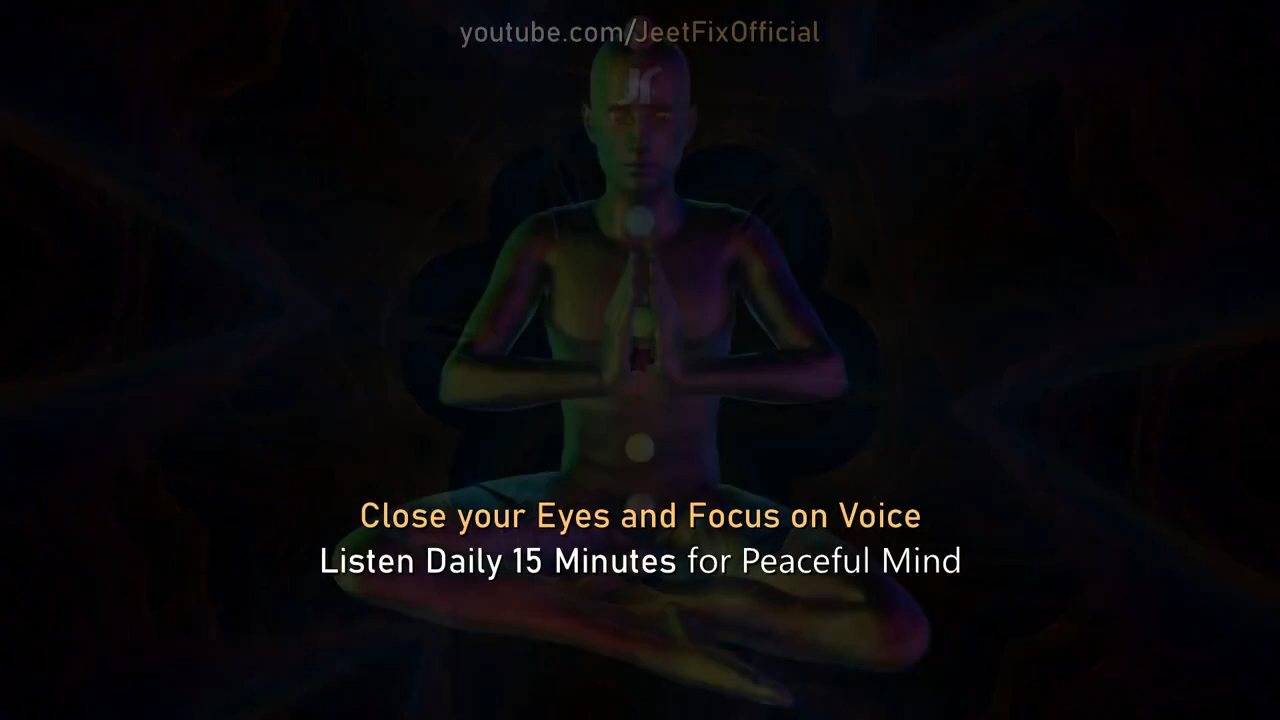 youtube.com/JeetFixOfficial
Close your Eyes and Focus on Voice
Listen Daily 15 Minutes for Peaceful Mind